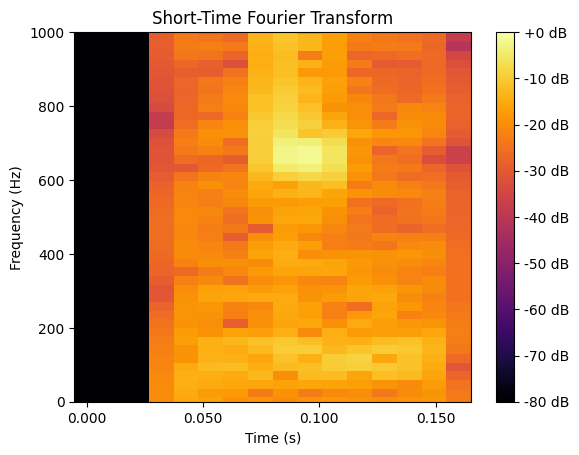 Short-Time Fourier Transform
1000
800
600
400
200
0
Frequency (Hz)
0.000
0.050
0.100
0.150
Time (s)
+0 dB
-10 dB
-20 dB
-30 dB
-40 dB
-50 dB
-60 dB
-70 dB
-80 dB